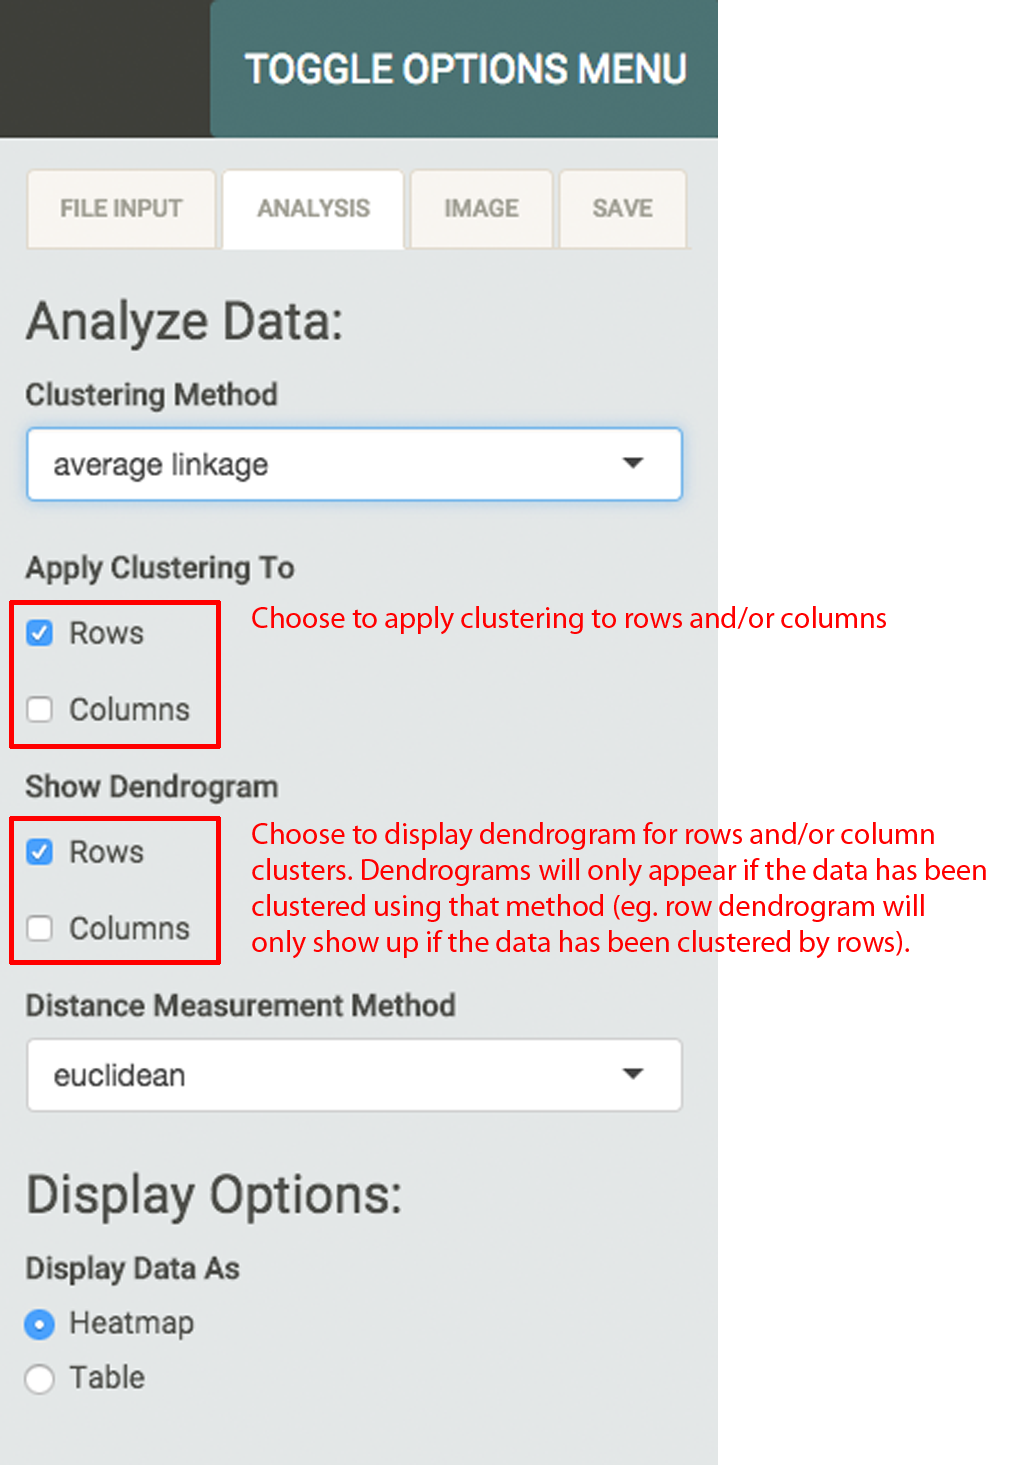 TOGGLE OPTIONS MENU
FILE INPUT
ANALYSIS
IMAGE
SAVE
Analyze Data:
Clustering Method
average linkage
Apply Clustering To
Rows
Choose to apply clustering to rows and/or columns
Columns
Show Dendrogram
Rows
Columns
Choose to display dendrogram for rows and/or column
clusters. Dendrograms will only appear if the data has been
clustered using that method (eg. row dendrogram will
only show up if the data has been clustered by rows).
Distance Measurement Method
euclidean
Display Options:
Display Data As
Heatmap
Table